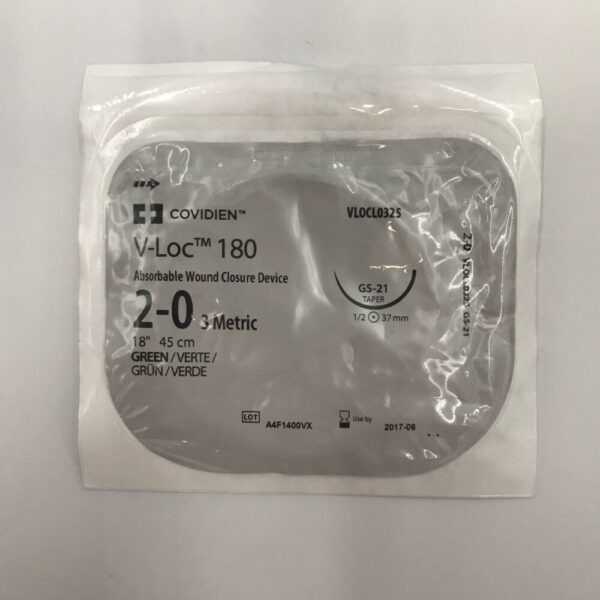 COVIDIEN™
VLOCL0325
V-Loc™ 180
Absorbable Wound Closure Device
2-0 3 Metric
18" 45 cm
GREEN/VERTE/
GRÜN/VERDE
GS-21
TAPER
1/2 37mm
2-0 VLOCL0325 GS-21
LOT A4F1400VX
Use by 2017-06